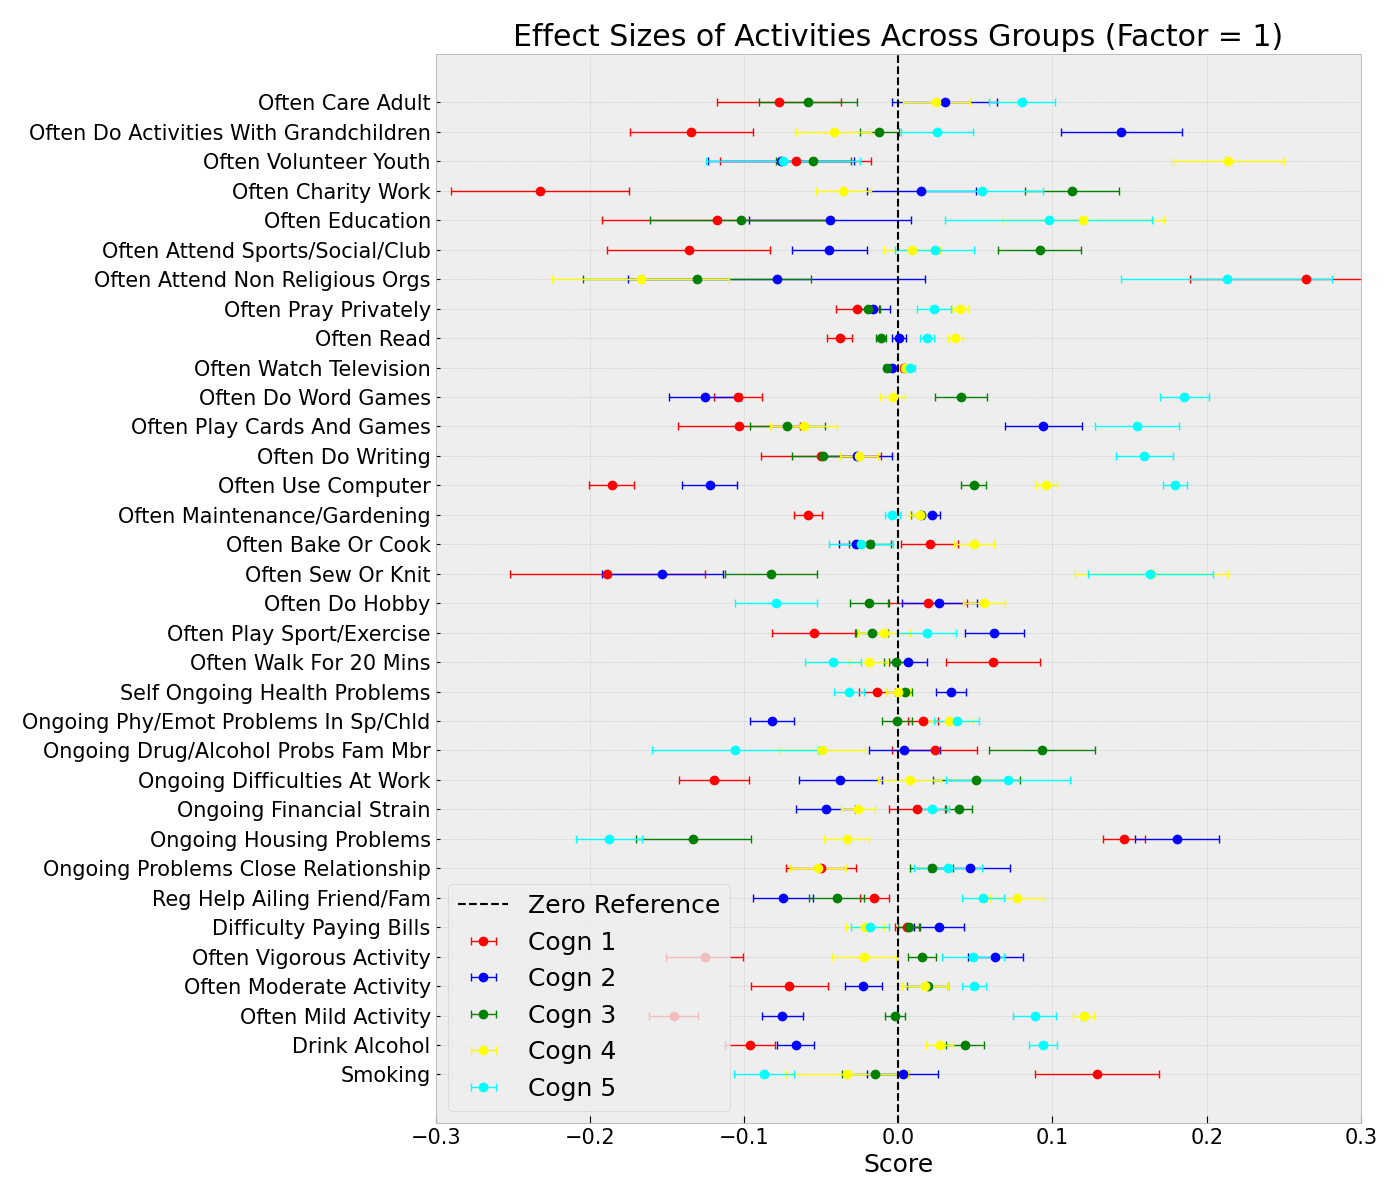 Effect Sizes of Activities Across Groups (Factor = 1)
Often Care Adult
Often Do Activities With Grandchildren
Often Volunteer Youth
Often Charity Work
Often Education
Often Attend Sports/Social/Club
Often Attend Non Religious Orgs
Often Pray Privately
Often Read
Often Watch Television
Often Do Word Games
Often Play Cards And Games
Often Do Writing
Often Use Computer
Often Maintenance/Gardening
Often Bake Or Cook
Often Sew Or Knit
Often Do Hobby
Often Play Sport/Exercise
Often Walk For 20 Mins
Self Ongoing Health Problems
Ongoing Phy/Emot Problems In Sp/Chld
Ongoing Drug/Alcohol Probs Fam Mbr
Ongoing Difficulties At Work
Ongoing Financial Strain
Ongoing Housing Problems
Ongoing Problems Close Relationship
Reg Help Ailing Friend/Fam
Difficulty Paying Bills
Often Vigorous Activity
Often Moderate Activity
Often Mild Activity
Drink Alcohol
Smoking
Zero Reference
Cogn 1
Cogn 2
Cogn 3
Cogn 4
Cogn 5
−0.3 −0.2 −0.1 0.0 0.1 0.2 0.3
Score